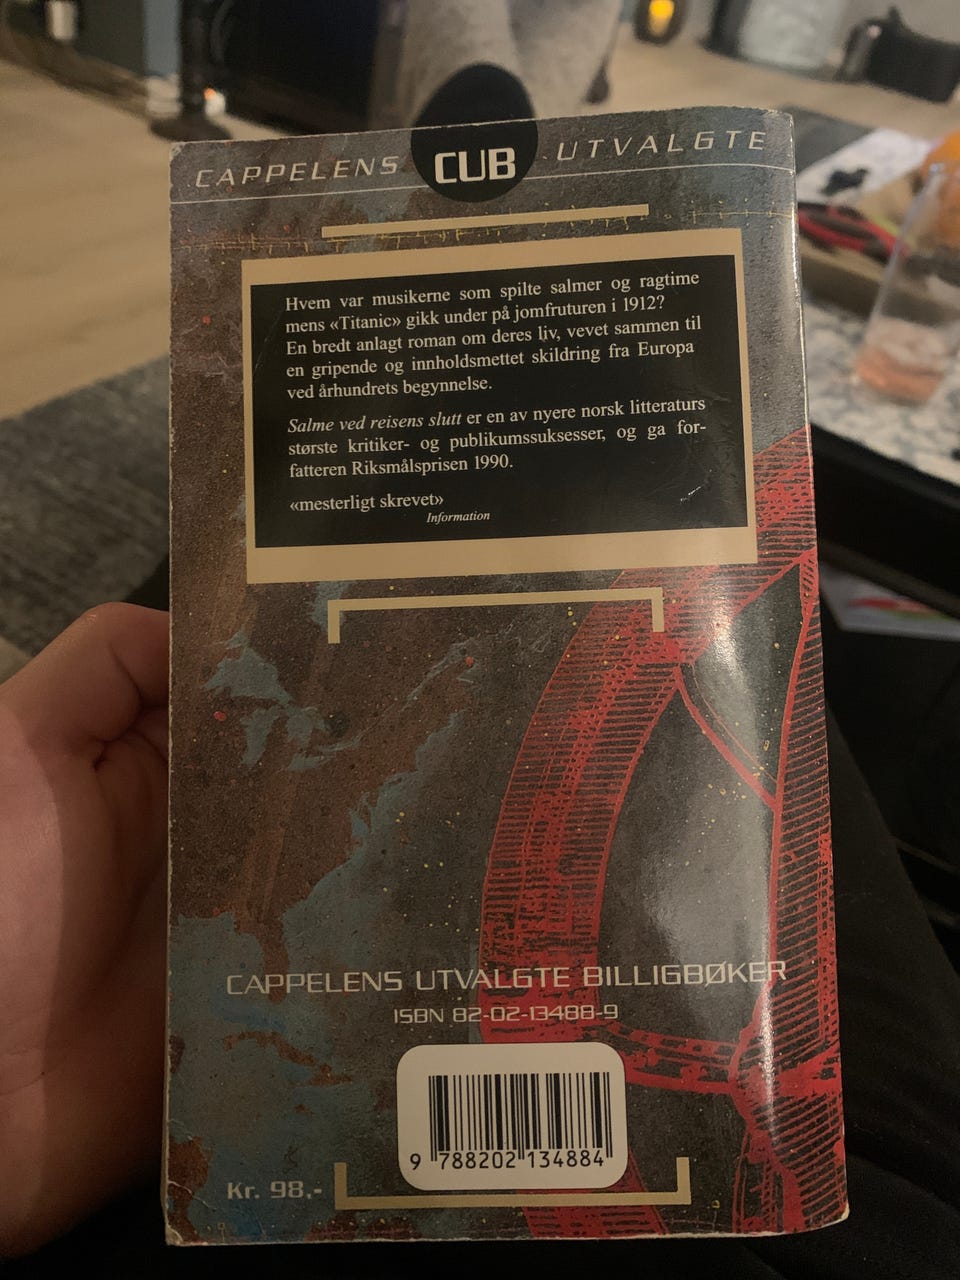 CAPPELENS CUB UTVALGTE
Hvem var musikerne som spilte salmer og ragtime
mens «Titanic» gikk under på jomfruturen i 1912?
En bredt anlagt roman om deres liv, vevet sammen til
en gripende og innholdsmettet skildring fra Europa
ved århundrets begynnelse.
Salme ved reisens slutt er en av nyere norsk litteraturs
største kritiker- og publikumssuksesser, og ga for-
fatteren Riksmålsprisen 1990.
«mesterligt skrevet»
Information
CAPPELENS UTVALGTE BILLIGBØKER
ISBN 82-02-13488-9
9 788202 134884
Kr. 98,-